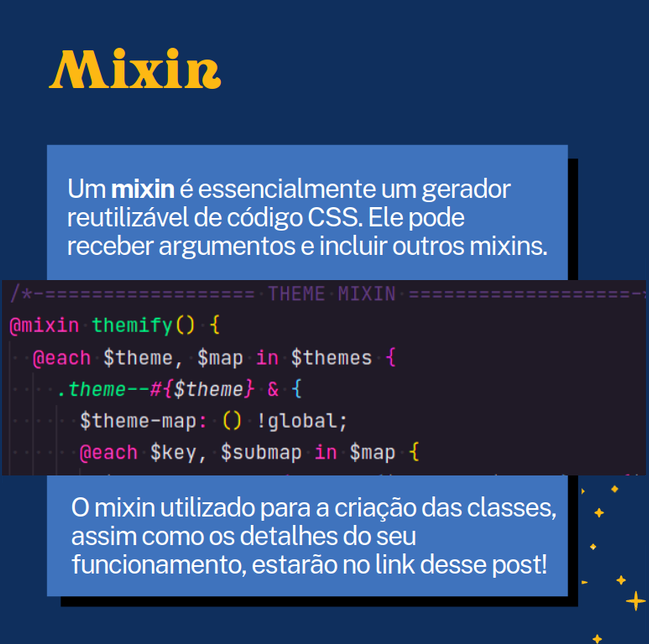 Mixin
Um mixin é essencialmente um gerador
reutilizável de código CSS. Ele pode
receber argumentos e incluir outros mixins.
/*-================== THEME MIXIN ===================-
@mixin themify() {
@each $theme, $map in $themes {
.theme--#{$theme} & {
$theme-map: () !global;
@each $key, $submap in $map {
O mixin utilizado para a criação das classes,
assim como os detalhes do seu
funcionamento, estarão no link desse post!